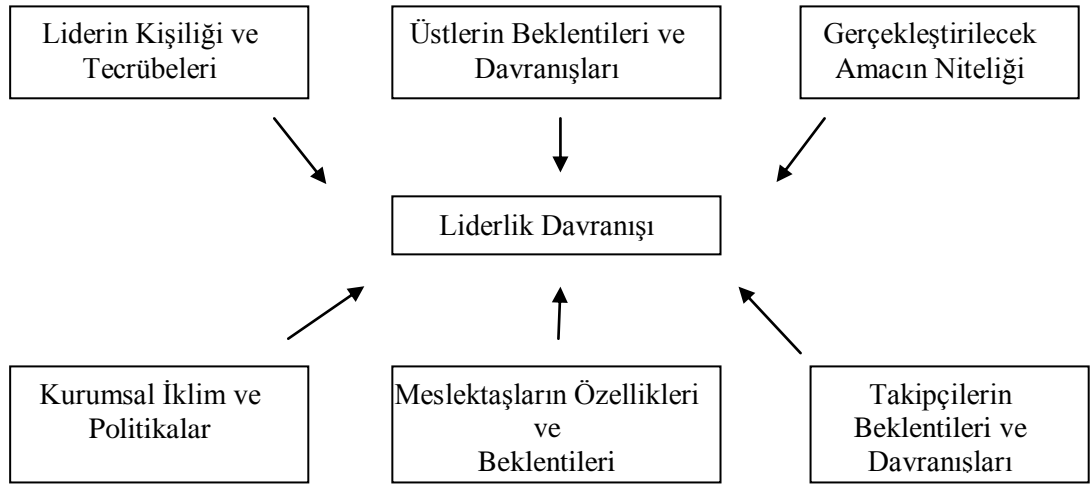 Liderin Kişiliği ve
Tecrübeleri
Üstlerin Beklentileri ve
Davranışları
Gerçekleştirilecek
Amacın Niteliği
Liderlik Davranışı
Kurumsal İklim ve
Politikalar
Meslektaşların Özellikleri
ve
Beklentileri
Takipçilerin
Beklentileri ve
Davranışları